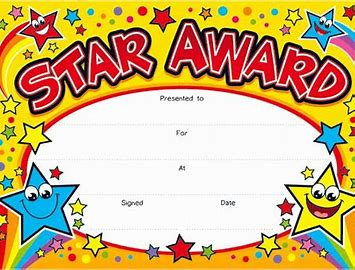 STAR AWARD
Presented to
For
At
Signed Date